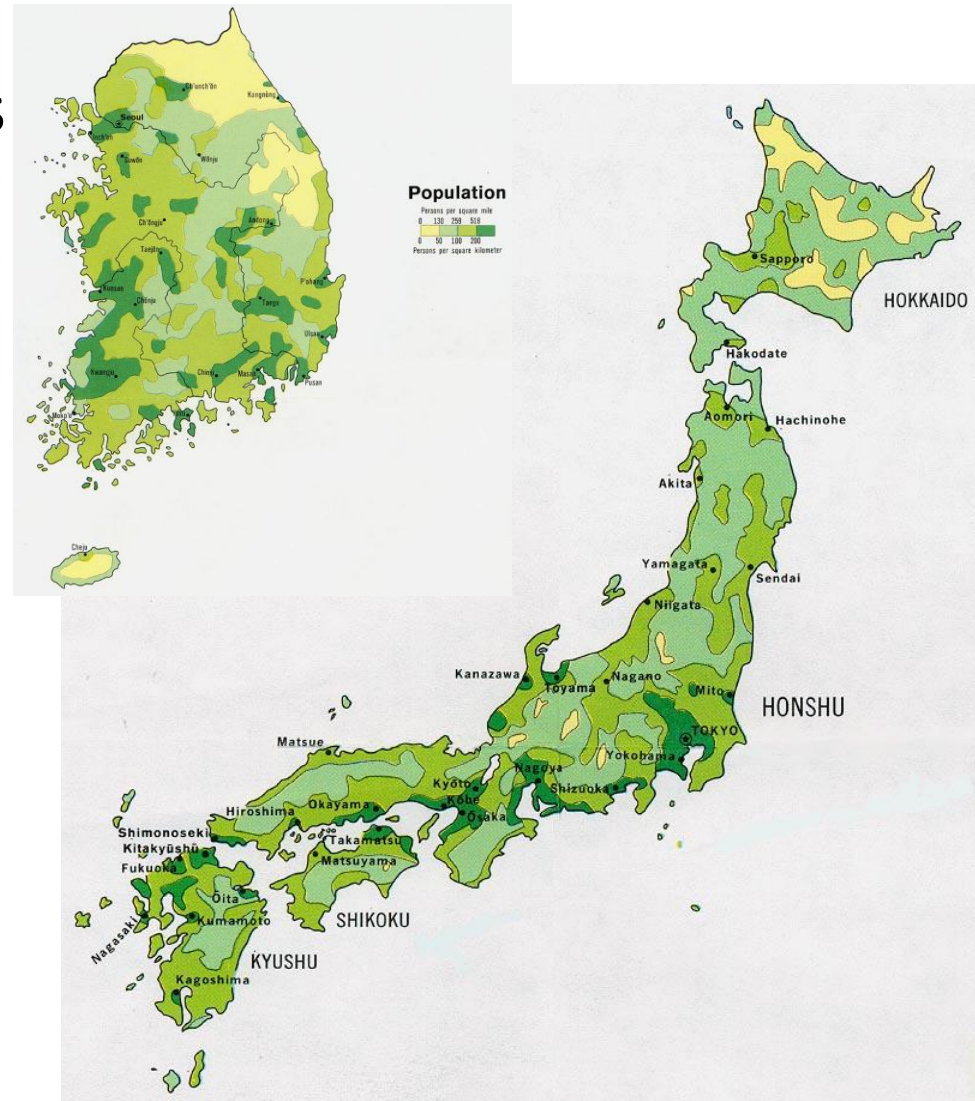 Ch'unch'ŏn
Kangnŭng
Seoul
Suwŏn
Wŏnju
Ch'ŏngju
Andong
Taejŏn
P'ohang
Kunsan
Chŏnju
Taegu
Ulsan
Kwangju
Chinju
Masan
Pusan
Mokp'o
Cheju
Population
Persons per square mile
0 130 259 518
0 50 100 200
Persons per square kilometer
Sapporo
HOKKAIDO
Hakodate
Aomori
Hachinohe
Akita
Yamagata
Sendai
Niigata
Kanazawa
Toyama
Nagano
Mito
HONSHU
TOKYO
Yokohama
Matsue
Nagoya
Shizuoka
Kyōto
Kōbe
Ōsaka
Okayama
Hiroshima
Takamatsu
Matsuyama
Shimonoseki
Kitakyūshū
Fukuoka
Ōita
SHIKOKU
Kumamoto
Nagasaki
KYUSHU
Kagoshima